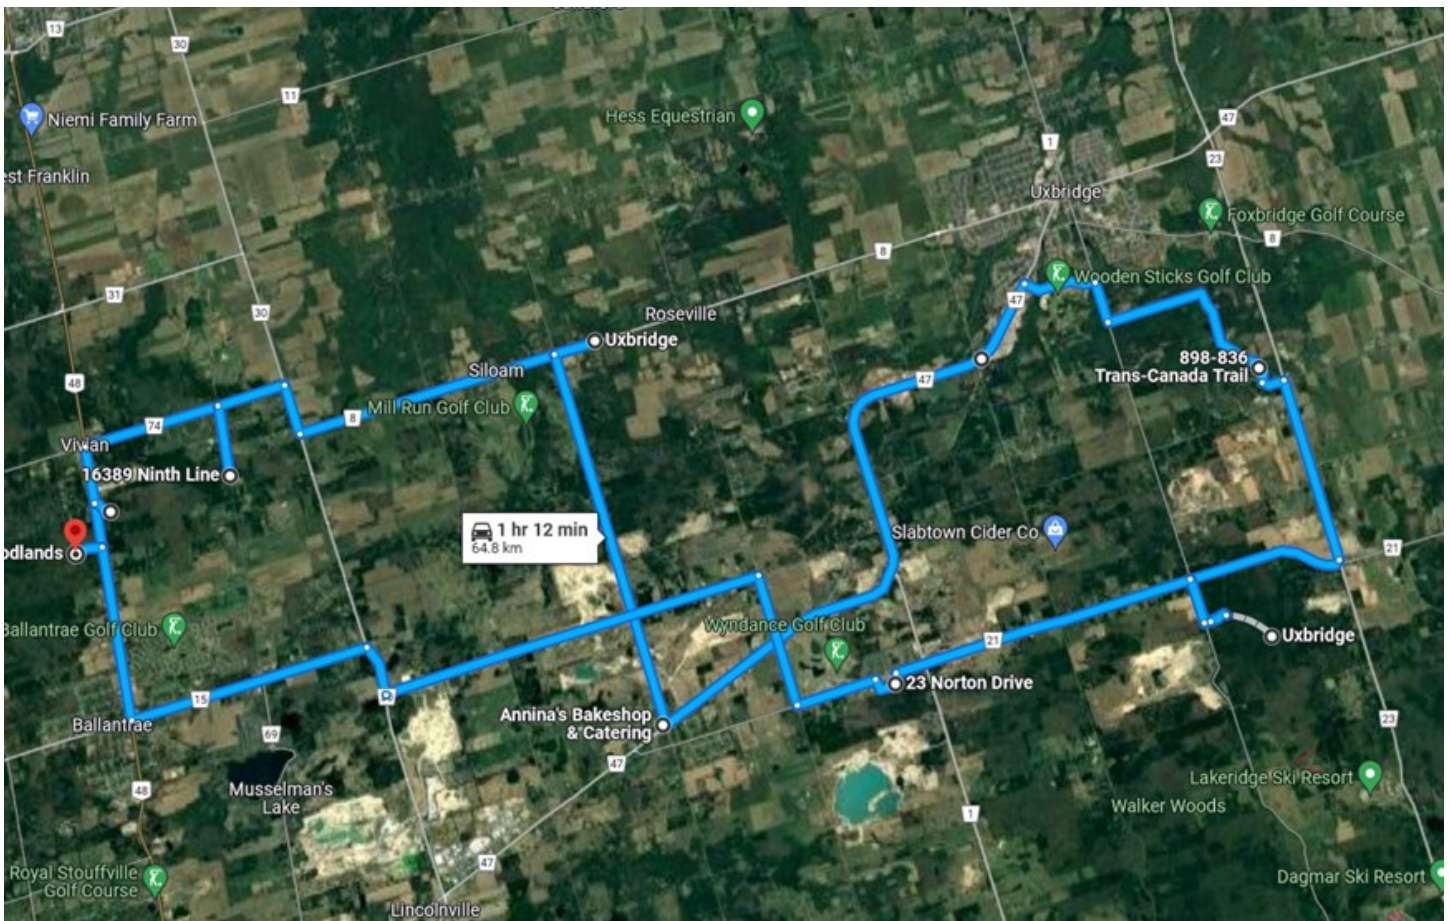 13
30
11
Niemi Family Farm
est Franklin
Hess Equestrian
1
47
23
Uxbridge
Foxbridge Golf Course
8
8
31
30
Roseville
Wooden Sticks Golf Club
47
Uxbridge
Siloam
898-836
Trans-Canada Trail
47
48
Mill Run Golf Club
8
74
Vivian
16389 Ninth Line
1 hr 12 min
64.8 km
Slabtown Cider Co
21
odlands
Ballantrae Golf Club
Wyndance Golf Club
21
Uxbridge
23 Norton Drive
15
Annina's Bakeshop
& Catering
Ballantrae
69
23
47
Musselman's
Lake
48
Lakeridge Ski Resort
Walker Woods
1
47
Royal Stouffville
Golf Course
Dagmar Ski Resort
Lincolnville